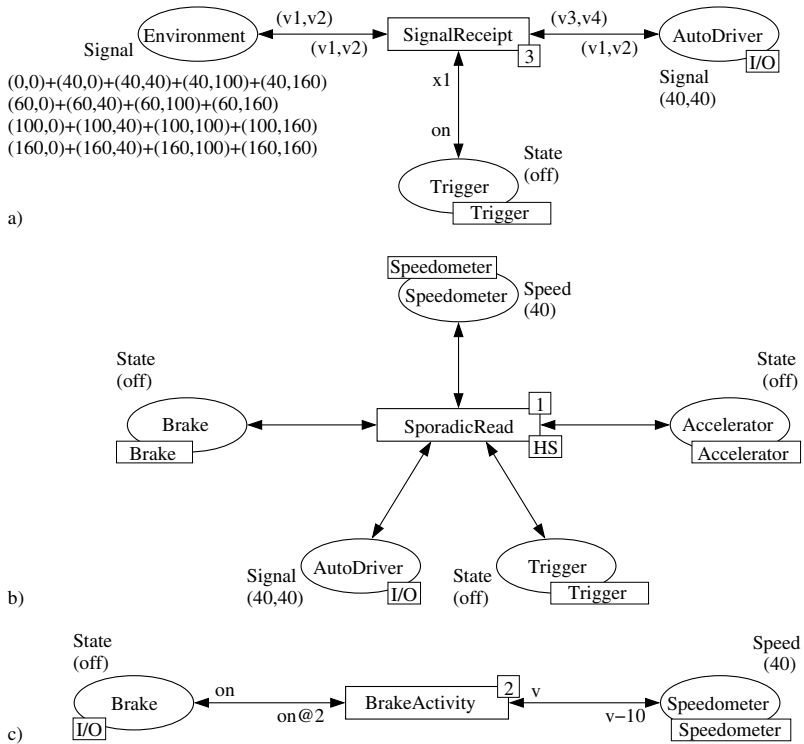 (v1,v2)
(v3,v4)
Environment
SignalReceipt
AutoDriver
Signal
(v1,v2)
(v1,v2)
3
I/O
(0,0)+(40,0)+(40,40)+(40,100)+(40,160)
(60,0)+(60,40)+(60,100)+(60,160)
(100,0)+(100,40)+(100,100)+(100,160)
(160,0)+(160,40)+(160,100)+(160,160)
x1
Signal
(40,40)
on
State
(off)
Trigger
Trigger
a)
Speedometer
Speedometer
Speed
(40)
State
(off)
State
(off)
1
Brake
SporadicRead
Accelerator
Brake
HS
Accelerator
AutoDriver
Trigger
Signal
(40,40)
I/O
State
(off)
Trigger
b)
State
(off)
Speed
(40)
on
2
v
Brake
BrakeActivity
Speedometer
on@2
v−10
I/O
Speedometer
c)